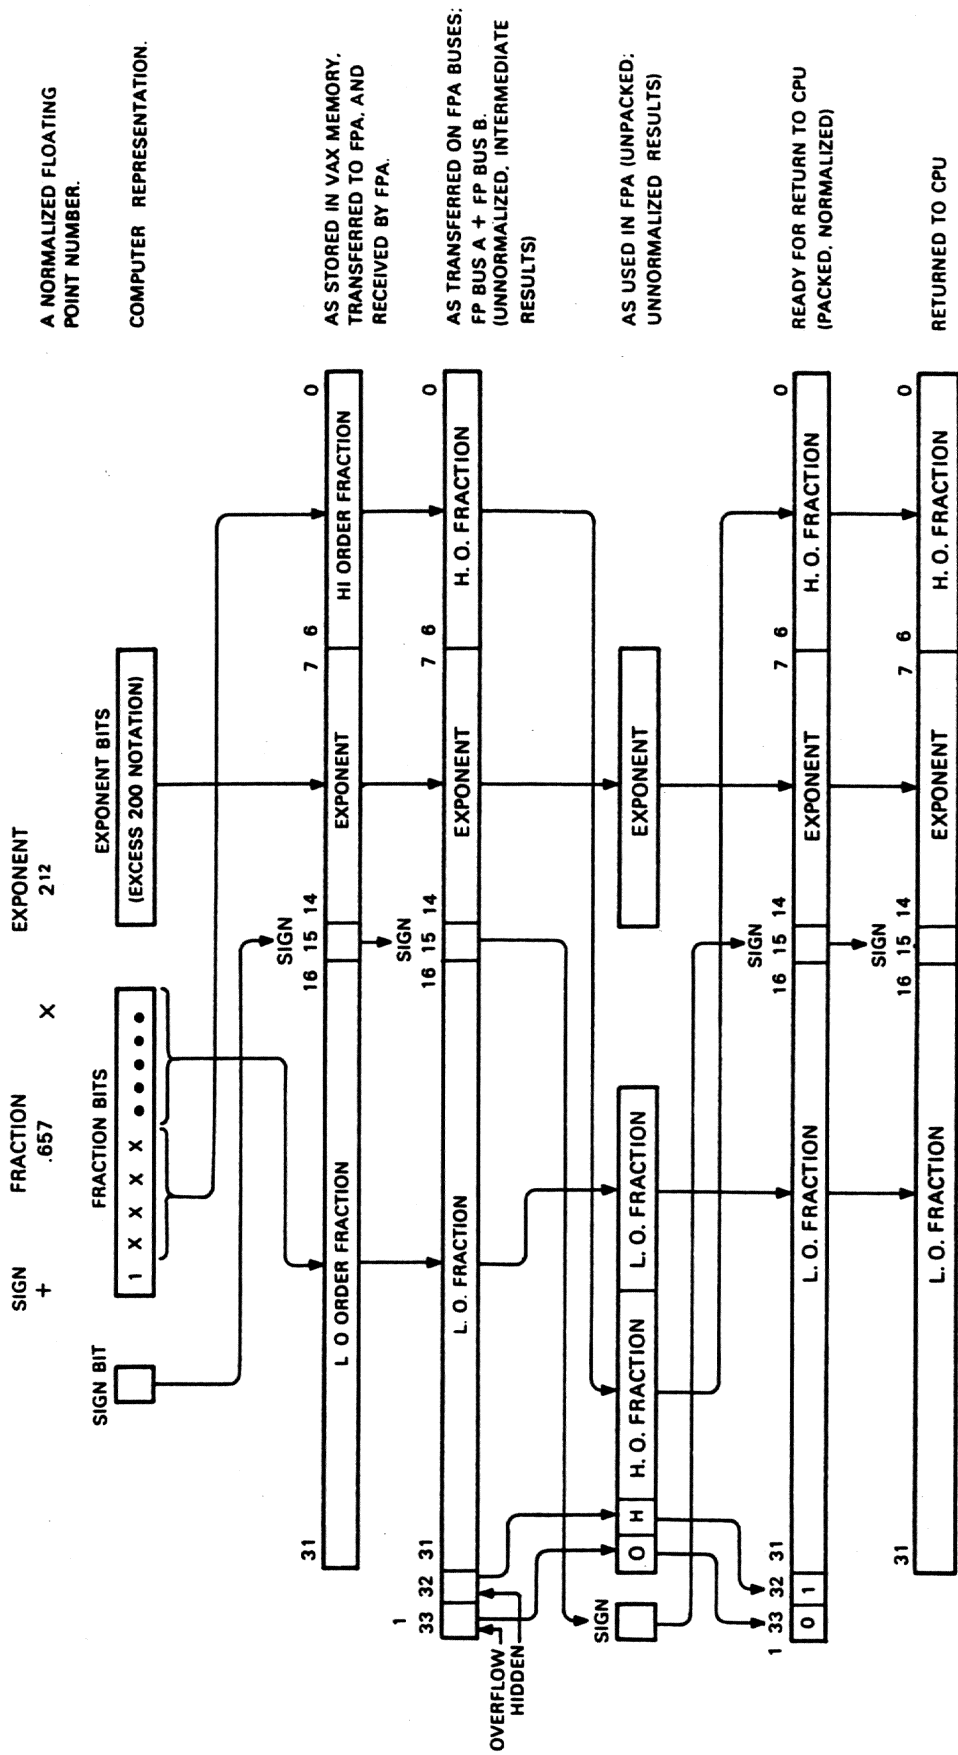 SIGN FRACTION EXPONENT
+ .657 X 2¹²
A NORMALIZED FLOATING
POINT NUMBER.
SIGN BIT
FRACTION BITS
EXPONENT BITS
1 X X X X • • • • •
(EXCESS 200 NOTATION)
COMPUTER REPRESENTATION.
SIGN
31 16 15 14 7 6 0
L O ORDER FRACTION
EXPONENT
HI ORDER FRACTION
AS STORED IN VAX MEMORY,
TRANSFERRED TO FPA, AND
RECEIVED BY FPA.
SIGN
1
33 32 31 16 15 14 7 6 0
L. O. FRACTION
EXPONENT
H. O. FRACTION
OVERFLOW
HIDDEN
AS TRANSFERRED ON FPA BUSES:
FP BUS A + FP BUS B.
(UNNORMALIZED, INTERMEDIATE
RESULTS)
SIGN
O H H. O. FRACTION L. O. FRACTION
EXPONENT
AS USED IN FPA (UNPACKED;
UNNORMALIZED RESULTS)
SIGN
1 33 32 31 16 15 14 7 6 0
0 1
L. O. FRACTION
EXPONENT
H. O. FRACTION
READY FOR RETURN TO CPU
(PACKED, NORMALIZED)
SIGN
31 16 15 14 7 6 0
L. O. FRACTION
EXPONENT
H. O. FRACTION
RETURNED TO CPU